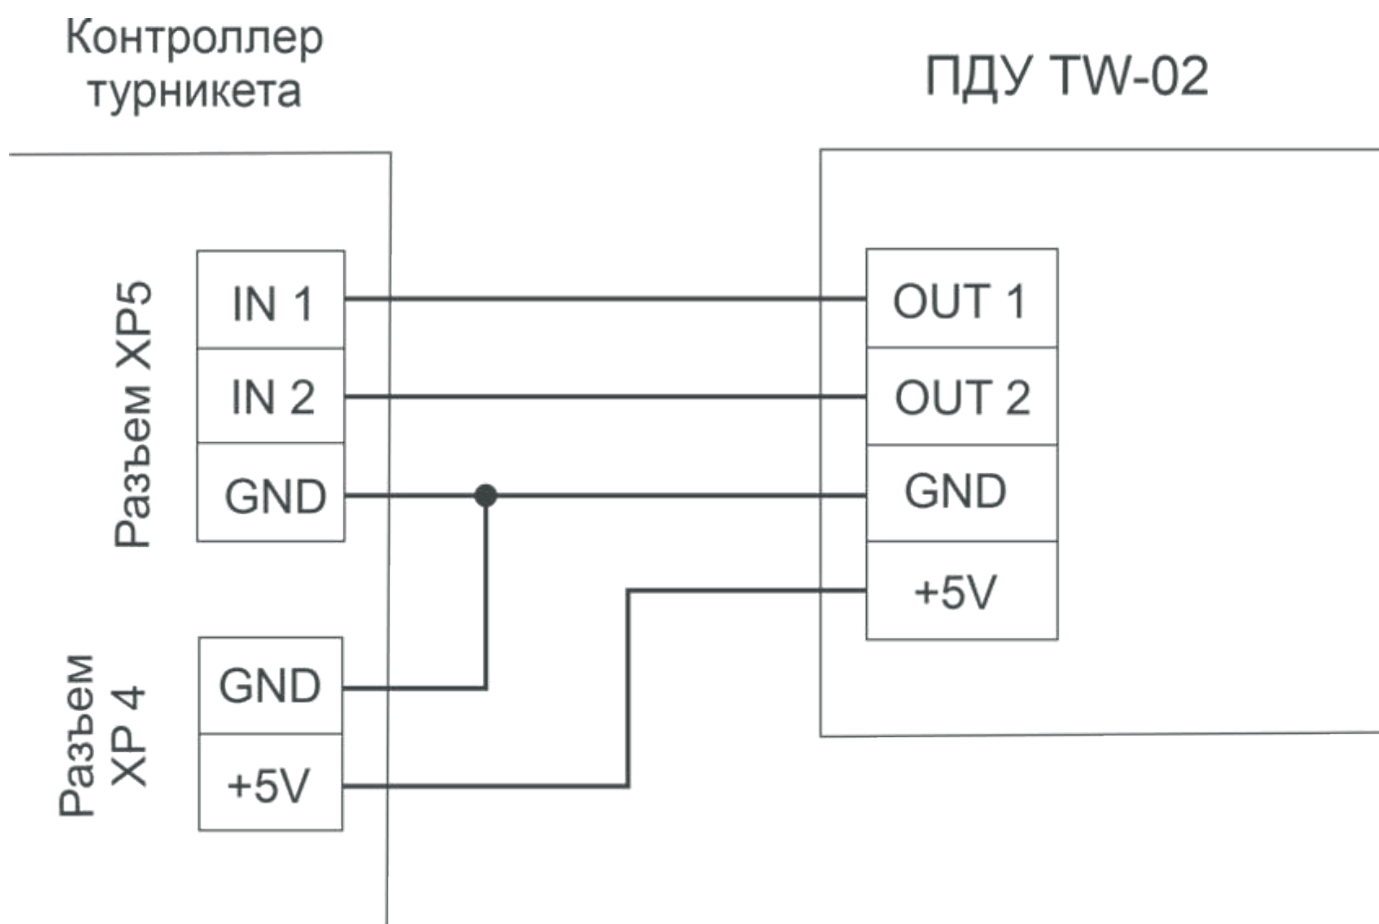 Контроллер
турникета
ПДУ TW-02
Разъем XP5
IN 1
IN 2
GND
OUT 1
OUT 2
GND
+5V
Разъем
XP 4
GND
+5V